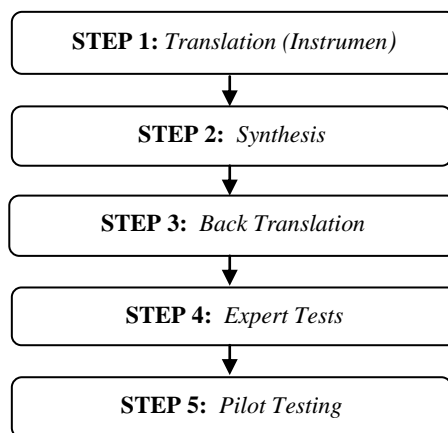 STEP 1: Translation (Instrumen)
STEP 2: Synthesis
STEP 3: Back Translation
STEP 4: Expert Tests
STEP 5: Pilot Testing